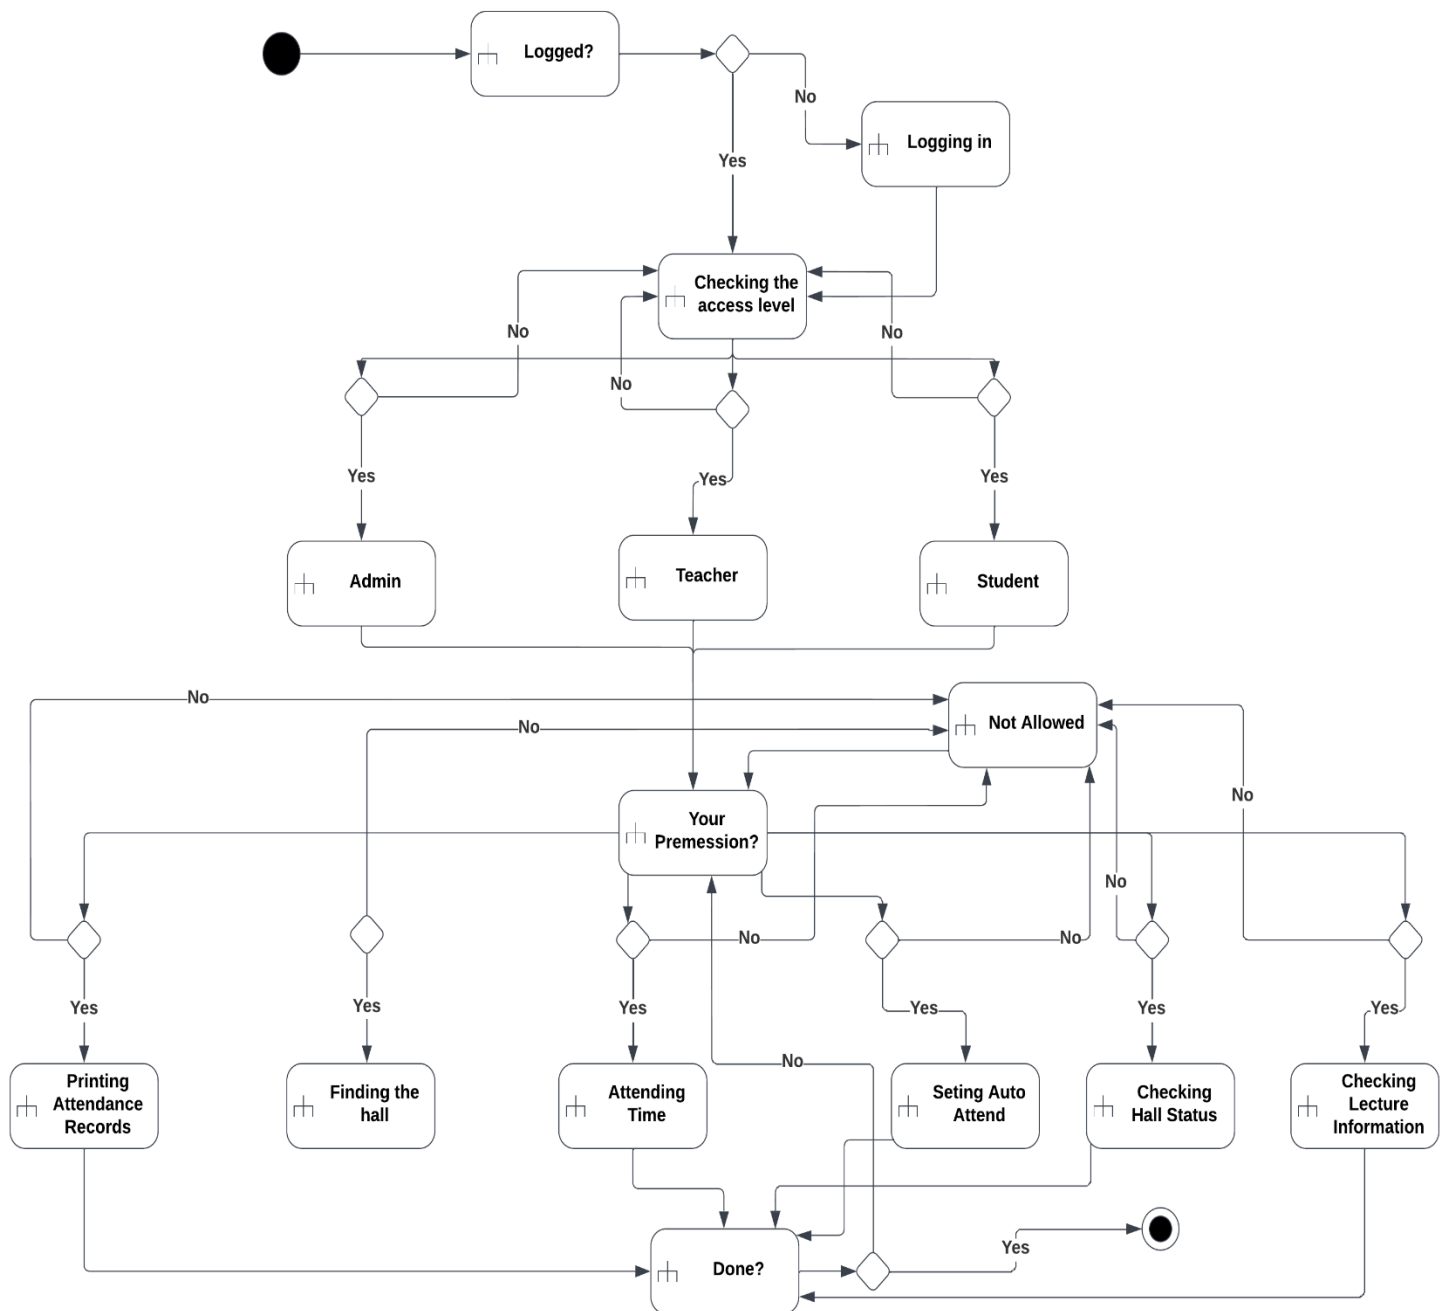 Logged?
No
Logging in
Yes
Checking the
access level
No
No
No
Yes
Yes
Yes
Admin
Teacher
Student
No
Not Allowed
No
No
Your
Premession?
No
No
No
Yes
Yes
Yes
Yes
Yes
Yes
No
Printing
Attendance
Records
Finding the
hall
Attending
Time
Seting Auto
Attend
Checking
Hall Status
Checking
Lecture
Information
Done?
Yes